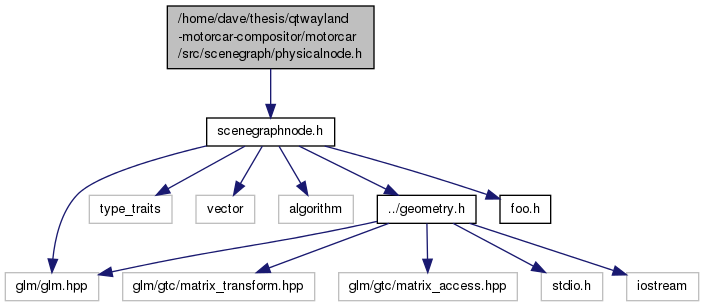 /home/dave/thesis/qtwayland
-motorcar-compositor/motorcar
/src/scenegraph/physicalnode.h
scenegraphnode.h
type_traits
vector
algorithm
../geometry.h
foo.h
glm/glm.hpp
glm/gtc/matrix_transform.hpp
glm/gtc/matrix_access.hpp
stdio.h
iostream